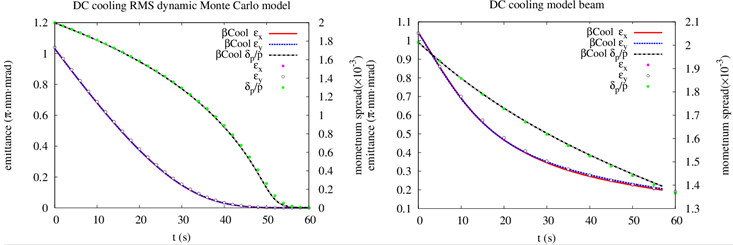 DC cooling RMS dynamic Monte Carlo model
1.2
1
0.8
0.6
0.4
0.2
0
2
1.8
1.6
1.4
1.2
1
0.8
0.6
0.4
0.2
0
βCool εx
βCool εy
βCool δp/p
εx
εy
δp/p
emittance (π·mm·mrad)
mometnum spread(×10⁻³)
0 10 20 30 40 50 60
t (s)
DC cooling model beam
1.1
1
0.9
0.8
0.7
0.6
0.5
0.4
0.3
0.2
0.1
2.1
2
1.9
1.8
1.7
1.6
1.5
1.4
1.3
βCool εx
βCool εy
βCool δp/p
εx
εy
δp/p
emittance (π·mm·mrad)
mometnum spread(×10⁻³)
0 10 20 30 40 50 60
t (s)